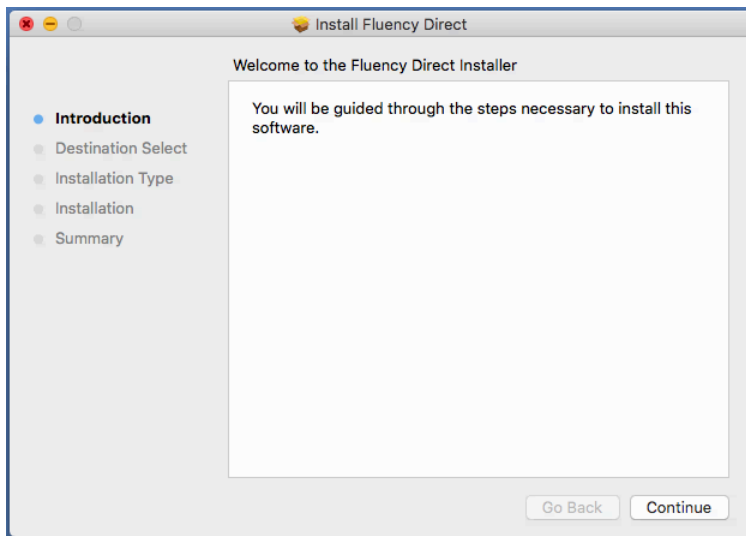 Install Fluency Direct
Welcome to the Fluency Direct Installer
Introduction
Destination Select
Installation Type
Installation
Summary
You will be guided through the steps necessary to install this
software.
Go Back
Continue